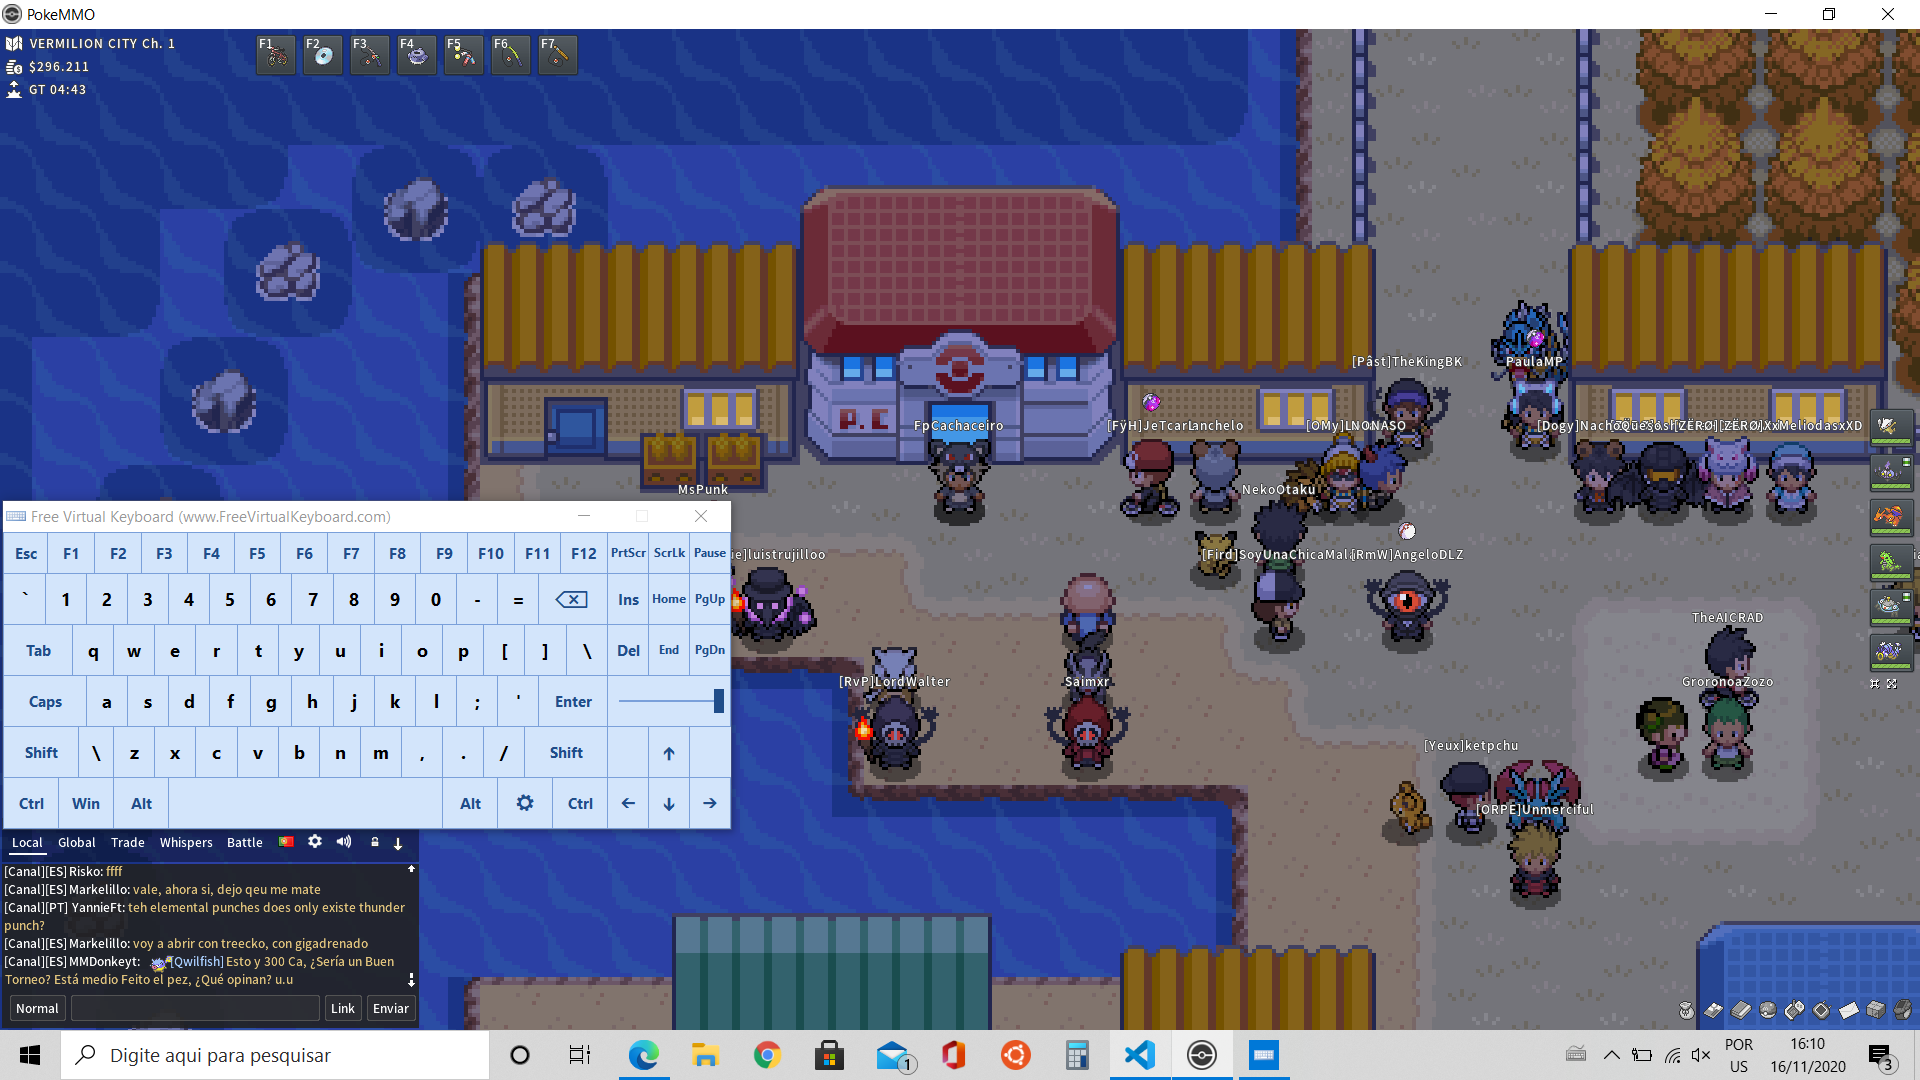 PokeMMO
VERMILION CITY Ch. 1
$296.211
GT 04:43
F1 F2 F3 F4 F5 F6 F7
P.C
[Påst]TheKingBK
PaulaMP
FpCachaceiro
[FÿH]JeTcar
lanchelo
[OMy]LNONASO
[Dogy]Nacho
XxMeliodasxXD
MsPunk
NekoOtaku
luistrujilloo
[Fird]SoyUnaChicaMal
[RmW]AngeloDLZ
TheAICRAD
[RvP]LordWalter
Saimxr
GroronoaZozo
[Yeux]ketpchu
[ORPE]Unmerciful
Free Virtual Keyboard (www.FreeVirtualKeyboard.com)
Esc F1 F2 F3 F4 F5 F6 F7 F8 F9 F10 F11 F12 PrtScr ScrLk Pause
` 1 2 3 4 5 6 7 8 9 0 - = Ins Home PgUp
Tab q w e r t y u i o p [ ] \ Del End PgDn
Caps a s d f g h j k l ; ' Enter
Shift \ z x c v b n m , . / Shift ↑
Ctrl Win Alt Alt Ctrl ← ↓ →
Local Global Trade Whispers Battle
[Canal][ES] Risko: ffff
[Canal][ES] Markelillo: vale, ahora si, dejo qeu me mate
[Canal][PT] YannieFt: teh elemental punches does only existe thunder
punch?
[Canal][ES] Markelillo: voy a abrir con treecko, con gigadrenado
[Canal][ES] MMDonkeyt: [Qwilfish] Esto y 300 Ca, ¿Sería un Buen
Torneo? Está medio Feito el pez, ¿Qué opinan? u.u
Normal Link Enviar
Digite aqui para pesquisar
1
POR
US
16:10
16/11/2020
3